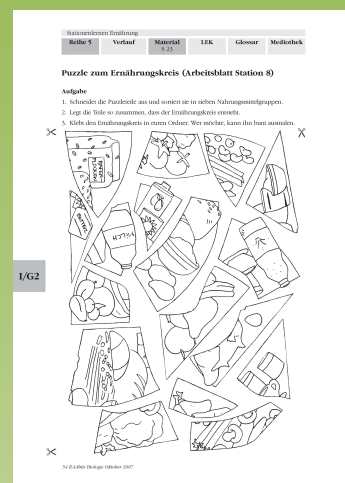 Stationenlernen Ernährung
Reihe 5 Verlauf Material LEK Glossar Mediothek
S 23
Puzzle zum Ernährungskreis (Arbeitsblatt Station 8)
Aufgabe
1. Schneidet die Puzzleteile aus und sortiert sie in sieben Nahrungsmittelgruppen.
2. Legt die Teile so zusammen, dass der Ernährungskreis entsteht.
3. Klebt den Ernährungskreis in euren Ordner. Wer möchte, kann ihn bunt ausmalen.
MILCH
I/G2
54 RAAbits Biologie Oktober 2007